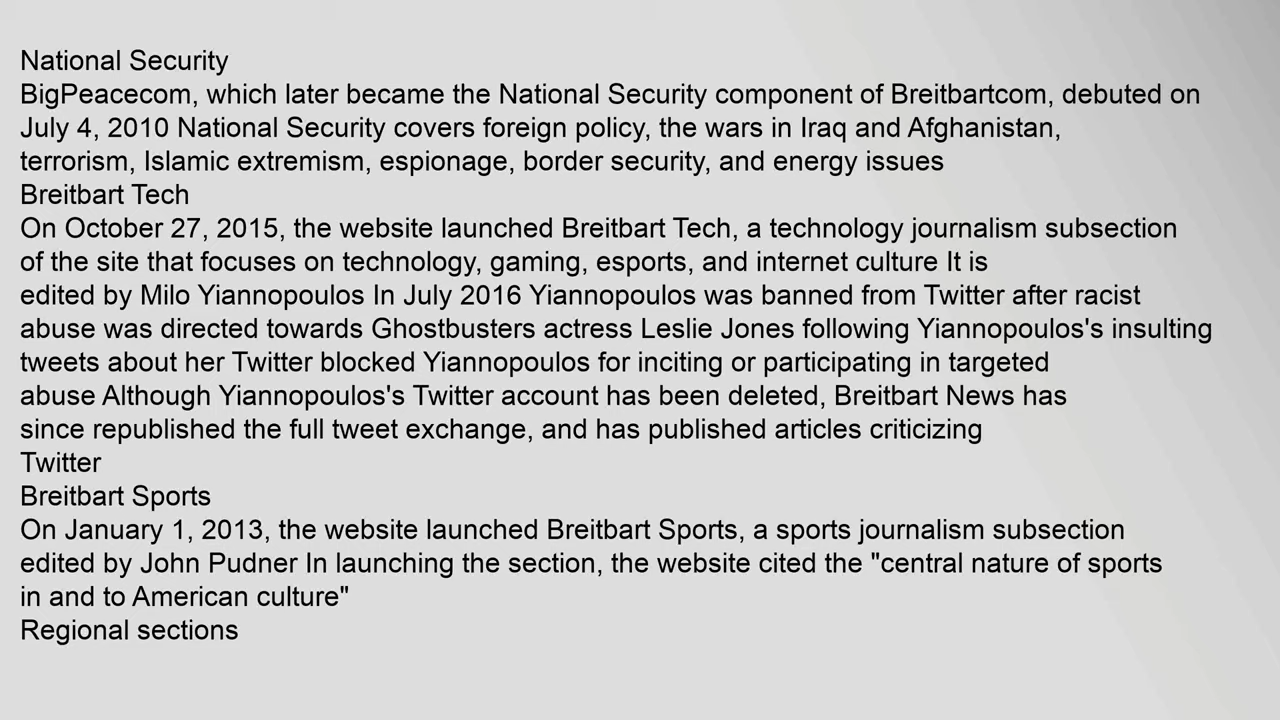 National Security
BigPeacecom, which later became the National Security component of Breitbartcom, debuted on
July 4, 2010 National Security covers foreign policy, the wars in Iraq and Afghanistan,
terrorism, Islamic extremism, espionage, border security, and energy issues
Breitbart Tech
On October 27, 2015, the website launched Breitbart Tech, a technology journalism subsection
of the site that focuses on technology, gaming, esports, and internet culture It is
edited by Milo Yiannopoulos In July 2016 Yiannopoulos was banned from Twitter after racist
abuse was directed towards Ghostbusters actress Leslie Jones following Yiannopoulos's insulting
tweets about her Twitter blocked Yiannopoulos for inciting or participating in targeted
abuse Although Yiannopoulos's Twitter account has been deleted, Breitbart News has
since republished the full tweet exchange, and has published articles criticizing
Twitter
Breitbart Sports
On January 1, 2013, the website launched Breitbart Sports, a sports journalism subsection
edited by John Pudner In launching the section, the website cited the "central nature of sports
in and to American culture"
Regional sections